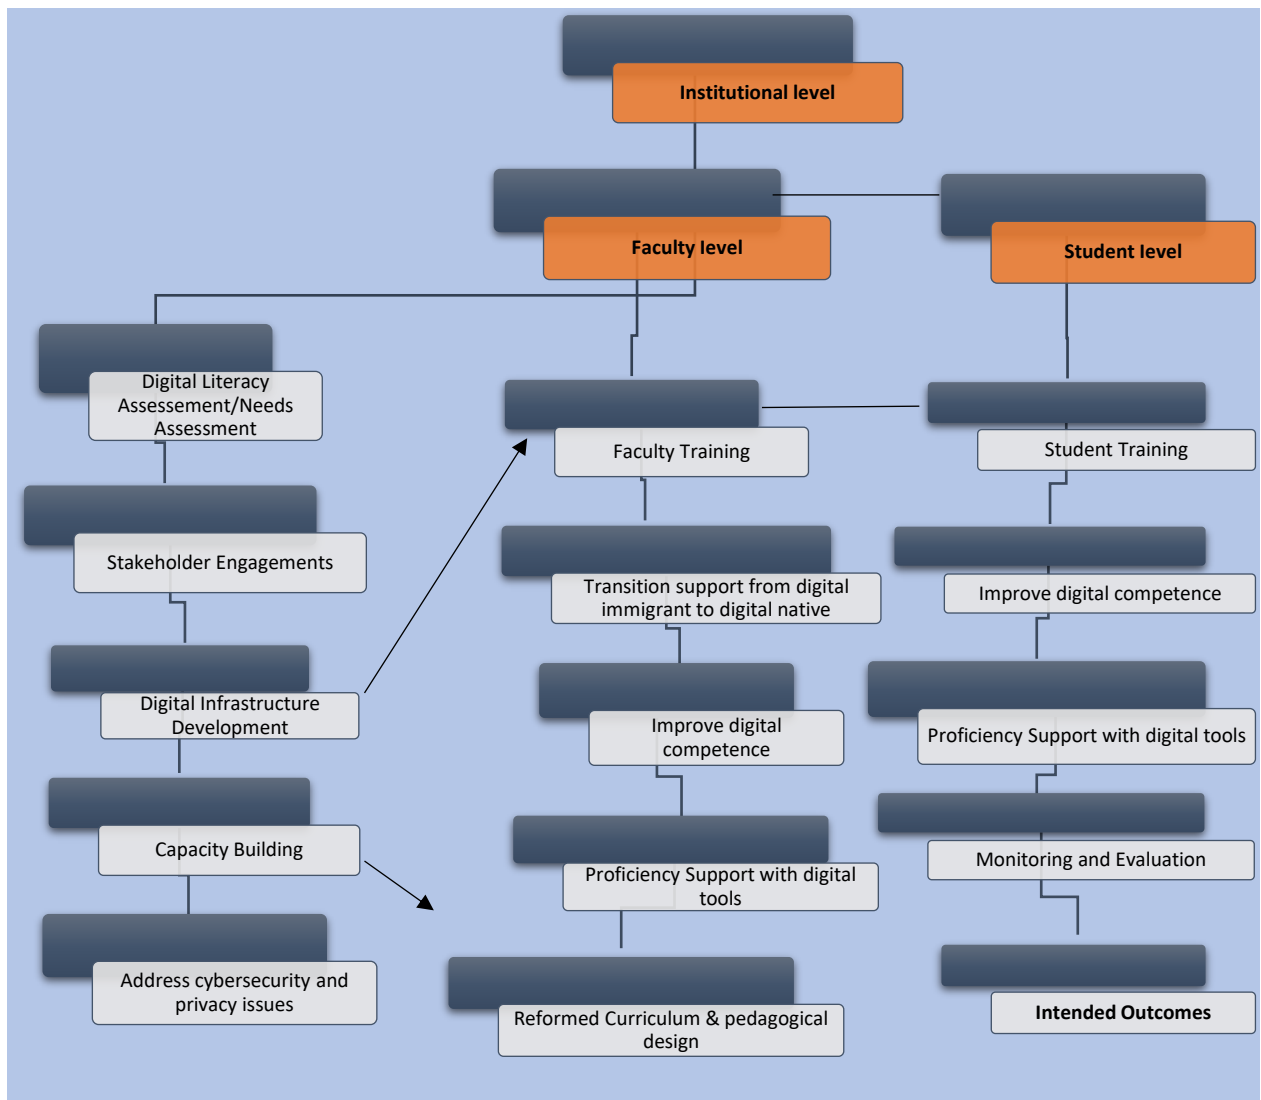 Institutional level
Faculty level
Student level
Digital Literacy
Assessement/Needs
Assessment
Stakeholder Engagements
Digital Infrastructure
Development
Capacity Building
Address cybersecurity and
privacy issues
Faculty Training
Transition support from digital
immigrant to digital native
Improve digital
competence
Proficiency Support with digital
tools
Reformed Curriculum & pedagogical
design
Student Training
Improve digital competence
Proficiency Support with digital tools
Monitoring and Evaluation
Intended Outcomes